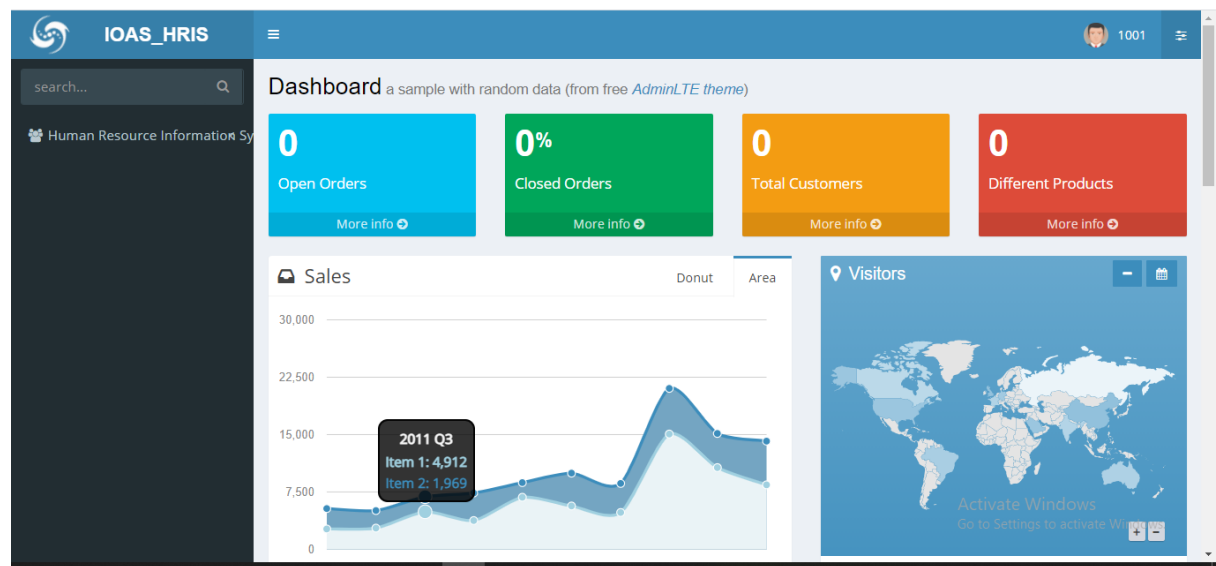 IOAS_HRIS
1001
search...
Human Resource Information Sy
Dashboard a sample with random data (from free AdminLTE theme)
0
Open Orders
More info
0%
Closed Orders
More info
0
Total Customers
More info
0
Different Products
More info
Sales
Donut
Area
30,000
22,500
15,000
7,500
0
2011 Q3
Item 1: 4,912
Item 2: 1,969
Visitors
Activate Windows
Go to Settings to activate Windows
+ −